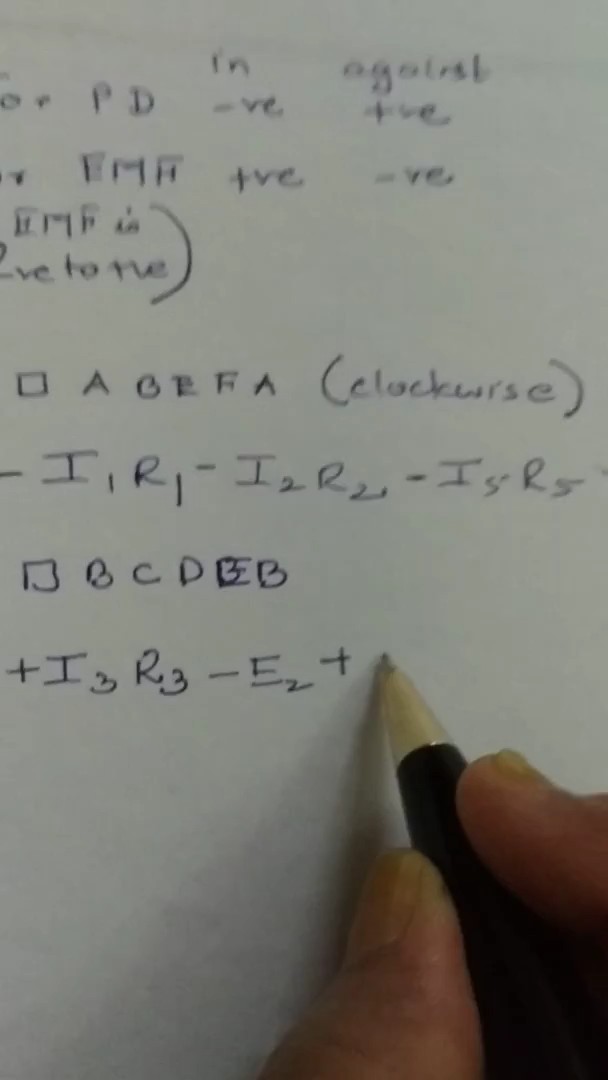 in against
or PD -ve +ve
r EMF +ve -ve
EMF is
-ve to +ve)
□ A B E F A (clockwise)
- I₁ R₁ - I₂ R₂ - I₅ R₅
□ B C D E B
+ I₃ R₃ - E₂ +